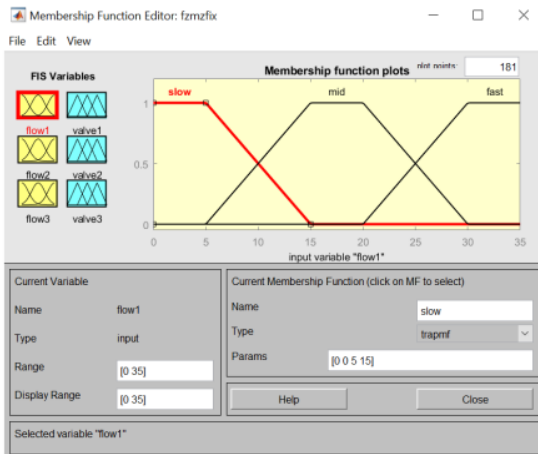 Membership Function Editor: fzmzfix
File Edit View
FIS Variables
flow1 valve1
flow2 valve2
flow3 valve3
Membership function plots
plot points: 181
slow mid fast
1
0.5
0
0 5 10 15 20 25 30 35
input variable "flow1"
Current Variable
Name flow1
Type input
Range [0 35]
Display Range [0 35]
Current Membership Function (click on MF to select)
Name slow
Type trapmf
Params [0 0 5 15]
Help Close
Selected variable "flow1"